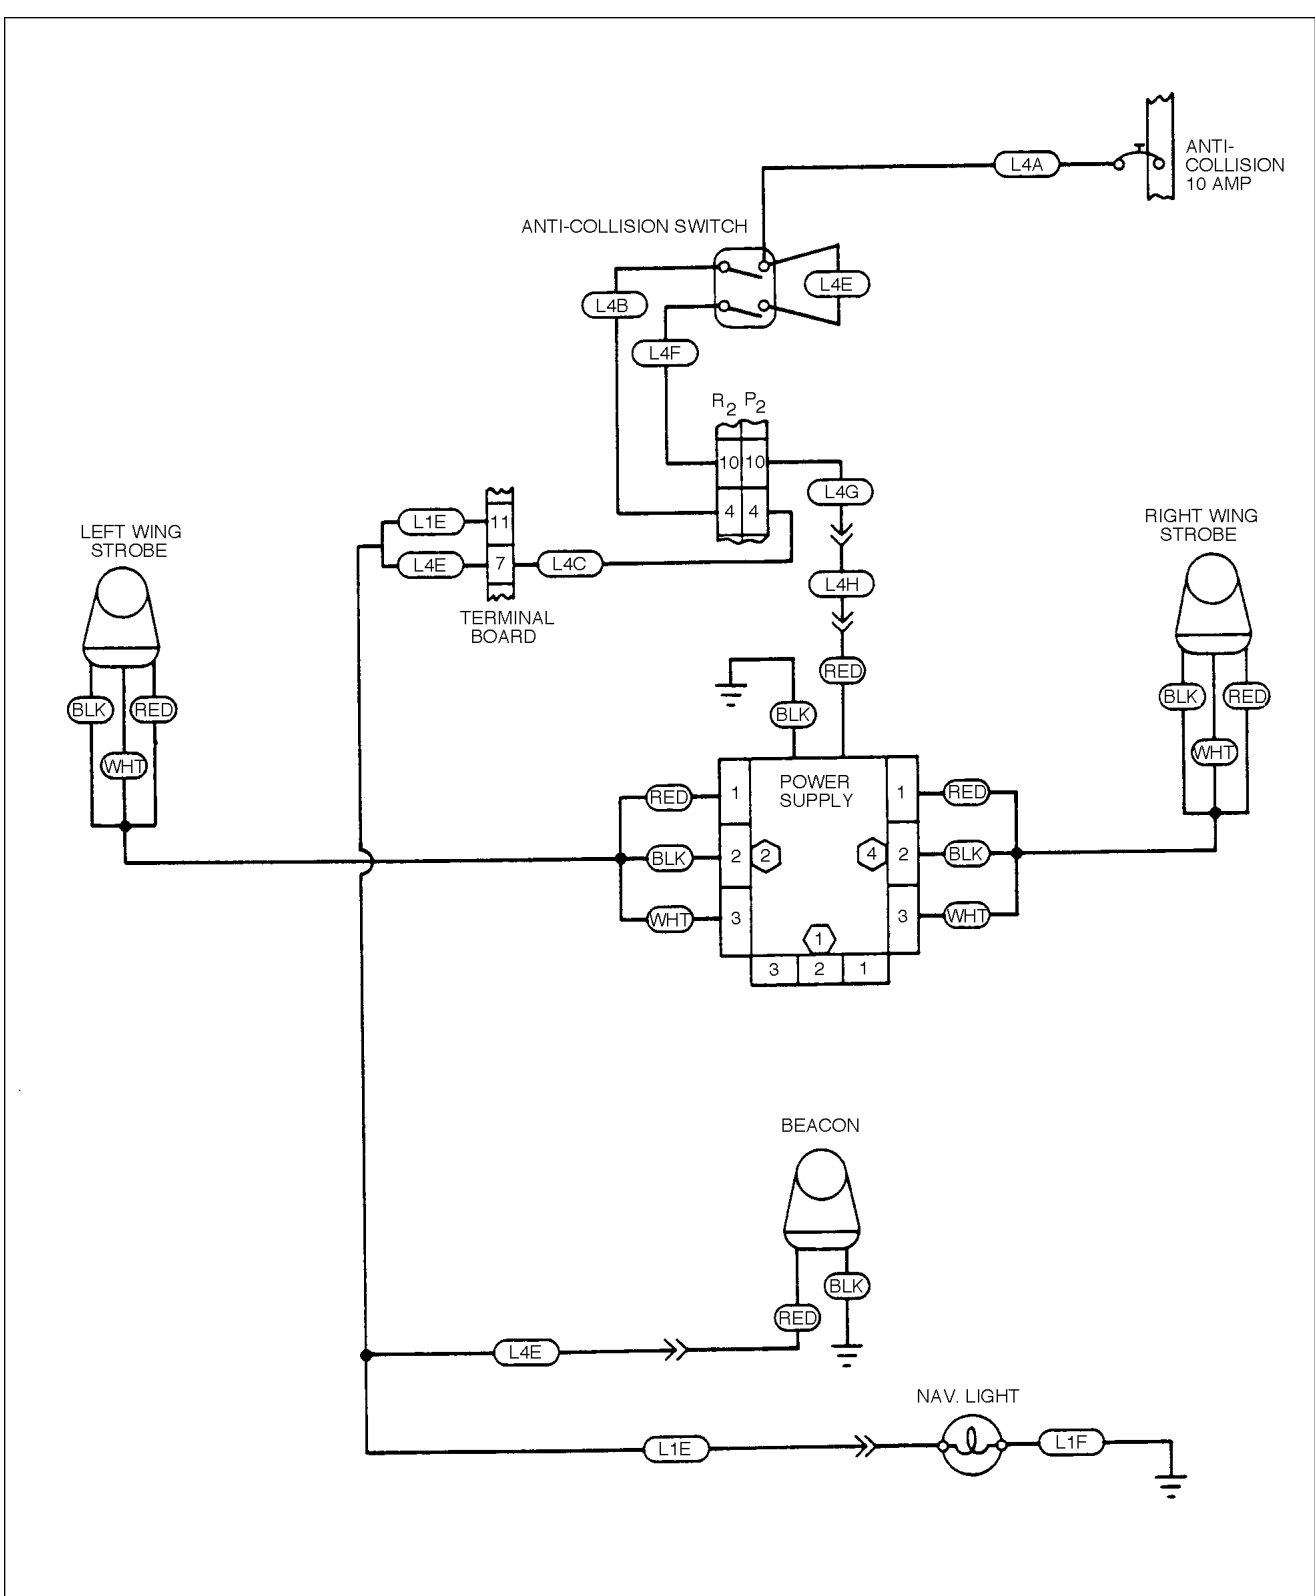 ANTI-
COLLISION
10 AMP
L4A
ANTI-COLLISION SWITCH
L4E
L4B
L4F
R2 P2
10 10
L4G
4 4
L1E 11
L4E 7 L4C
TERMINAL
BOARD
L4H
LEFT WING
STROBE
RIGHT WING
STROBE
RED
BLK
BLK RED
WHT
BLK RED
WHT
POWER
SUPPLY
RED 1
1 RED
BLK 2 2
4 2 BLK
WHT 3
3 WHT
1
3 2 1
BEACON
BLK
RED
L4E
NAV. LIGHT
L1E
L1F